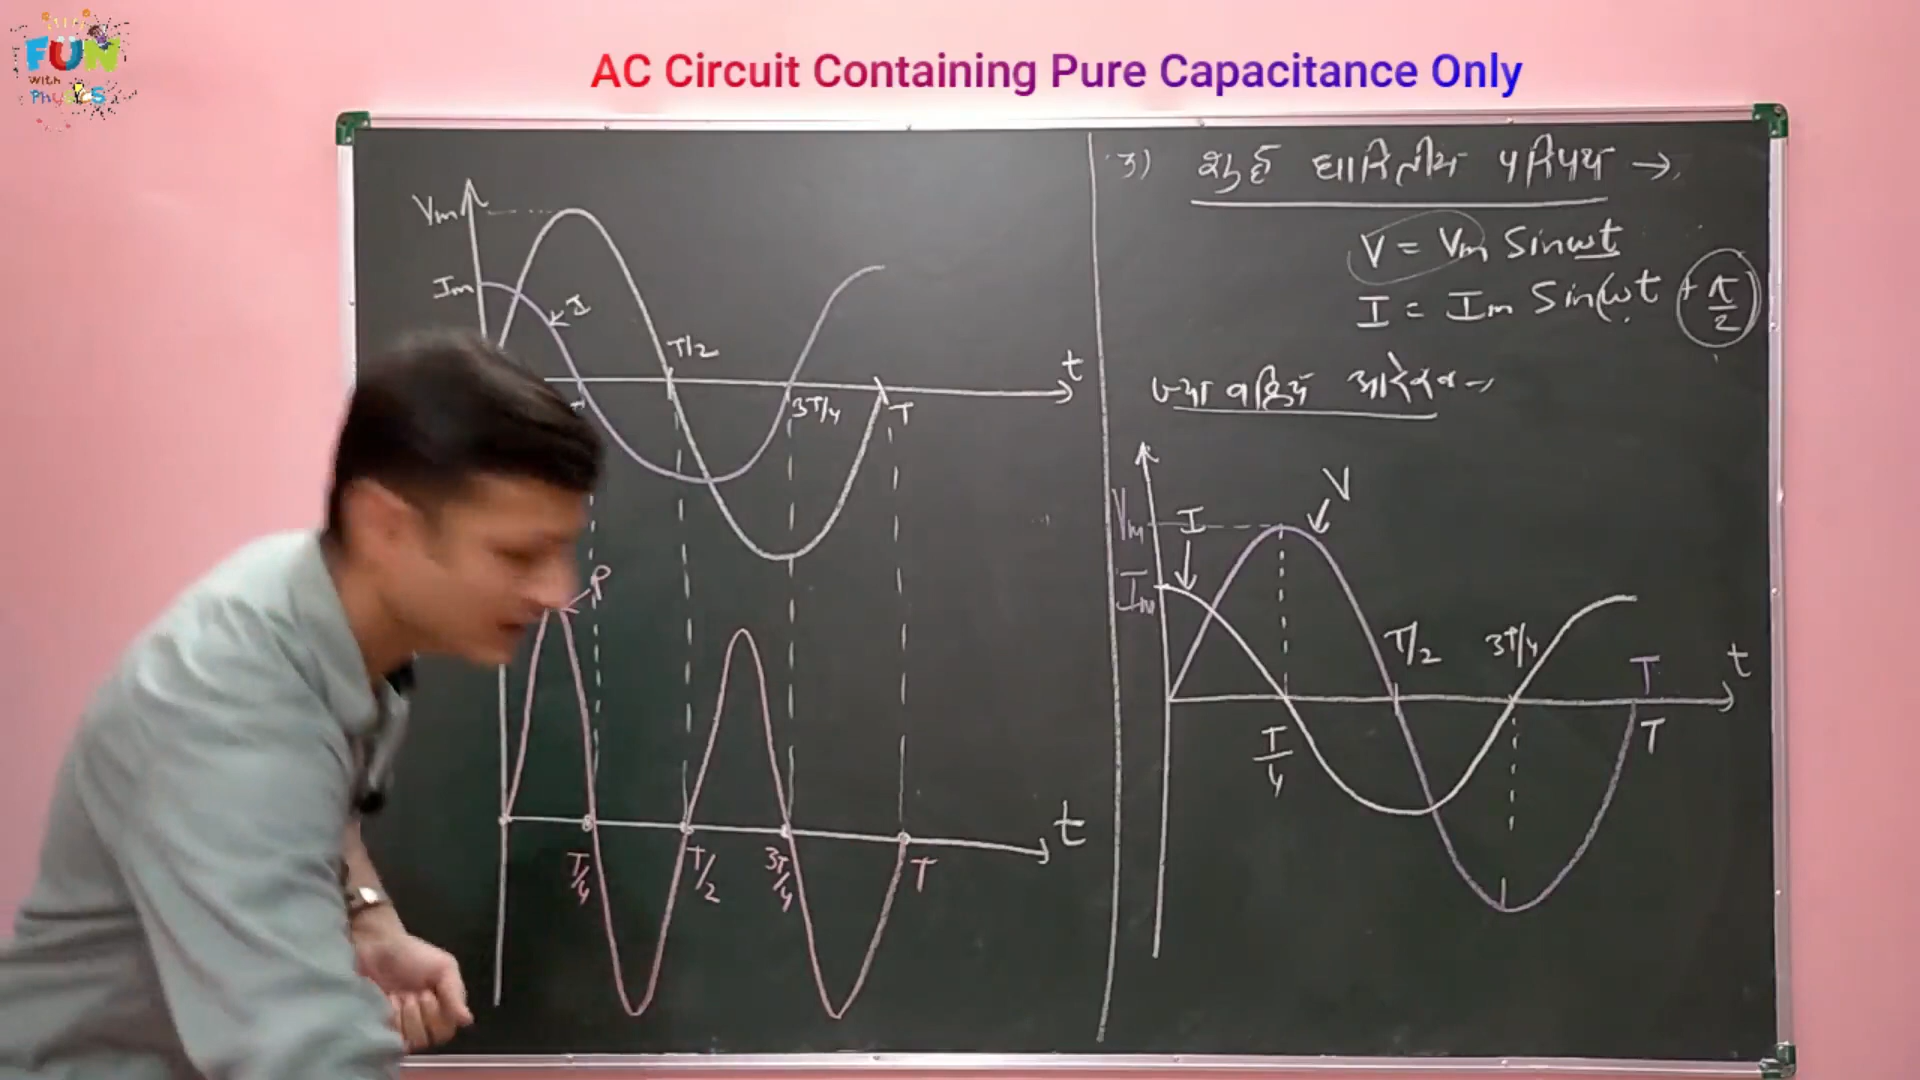 FUN
with
Physics
AC Circuit Containing Pure Capacitance Only
Vm
Im
I
T/2
t
3T/4
T
P
t
T/4
T/2
3T/4
T
3) शुद्ध धारितीय परिपथ →
V = Vm Sinωt
I = Im Sin(ωt + π/2)
ज्या वक्रिय आरेख →
V
Vm
I
Im
T/2
3T/4
T
t
T/4
T